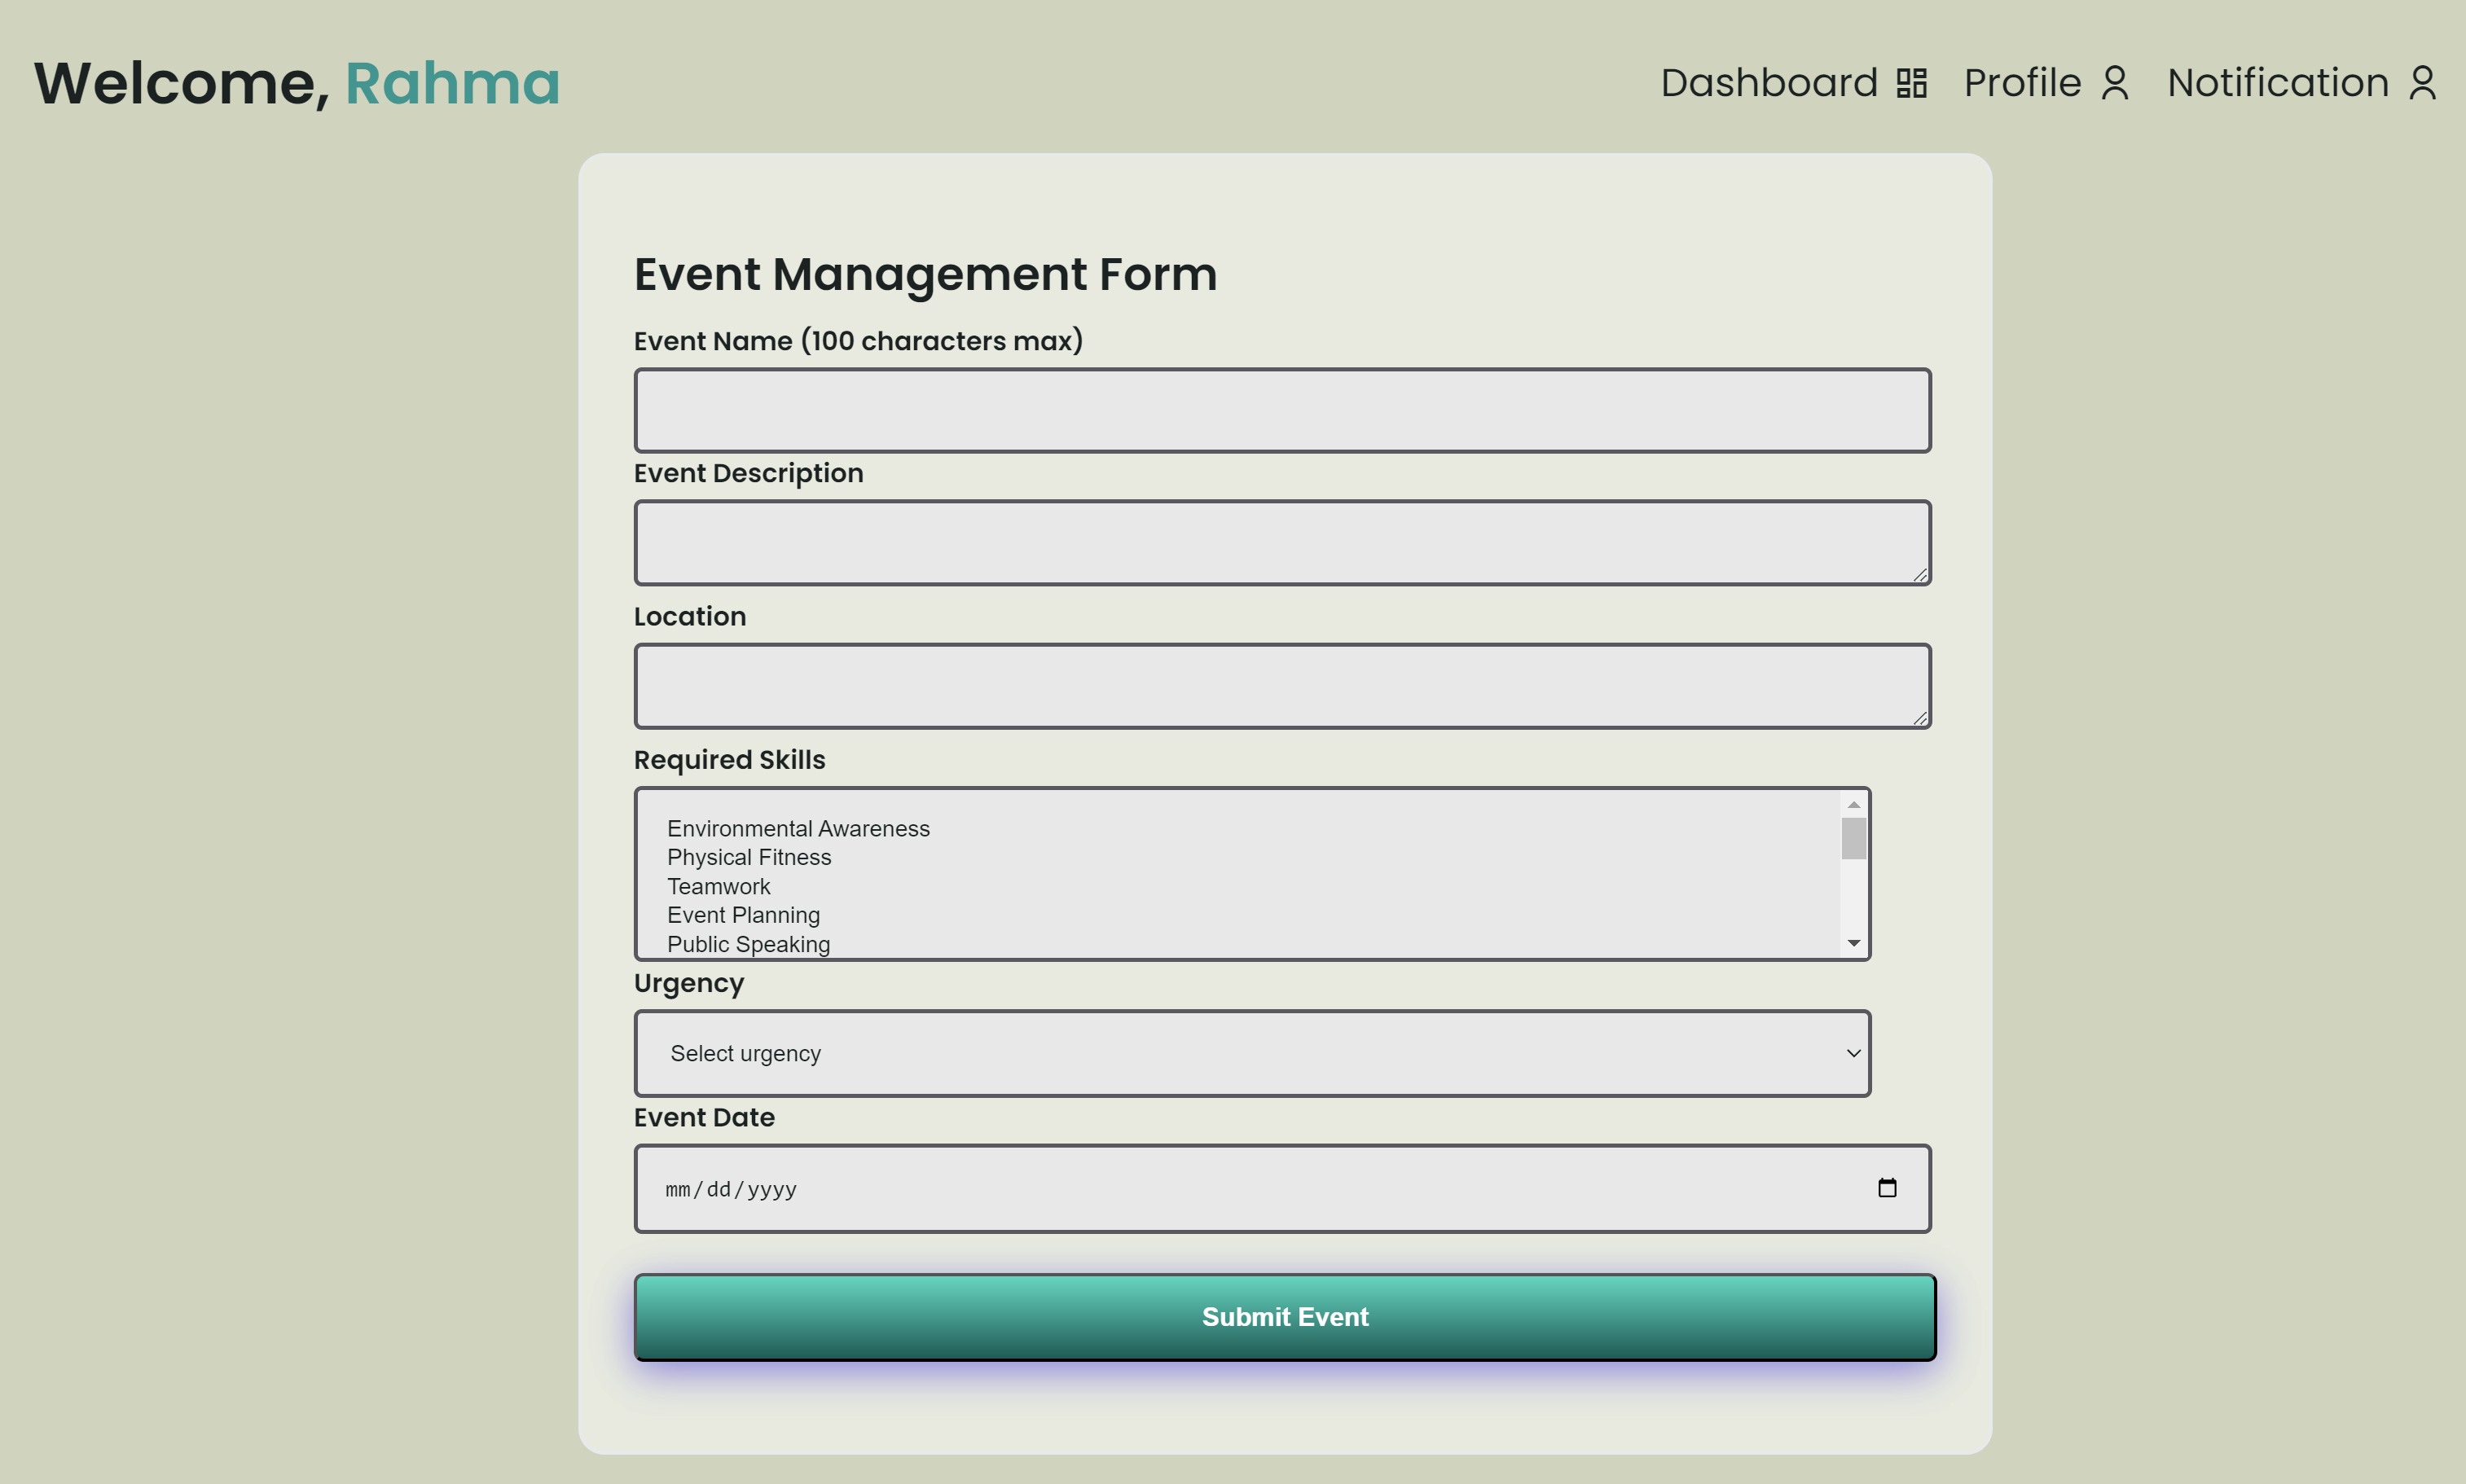 Welcome, Rahma
Dashboard Profile Notification
Event Management Form
Event Name (100 characters max)
Event Description
Location
Required Skills
Environmental Awareness
Physical Fitness
Teamwork
Event Planning
Public Speaking
Urgency
Select urgency
Event Date
mm/dd/yyyy
Submit Event